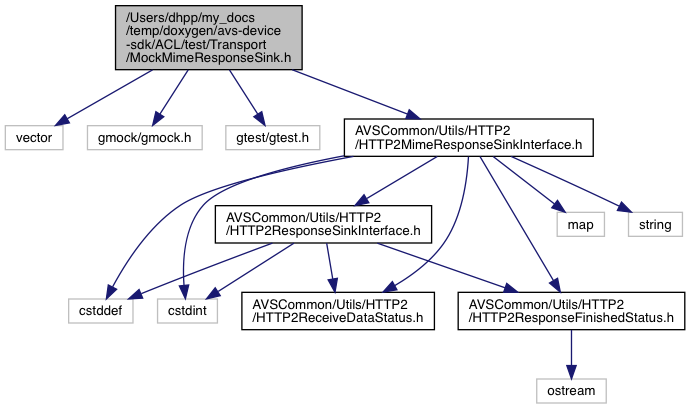 /Users/dhpp/my_docs
/temp/doxygen/avs-device
-sdk/ACL/test/Transport
/MockMimeResponseSink.h
vector
gmock/gmock.h
gtest/gtest.h
AVSCommon/Utils/HTTP2
/HTTP2MimeResponseSinkInterface.h
AVSCommon/Utils/HTTP2
/HTTP2ResponseSinkInterface.h
map
string
cstddef
cstdint
AVSCommon/Utils/HTTP2
/HTTP2ReceiveDataStatus.h
AVSCommon/Utils/HTTP2
/HTTP2ResponseFinishedStatus.h
ostream